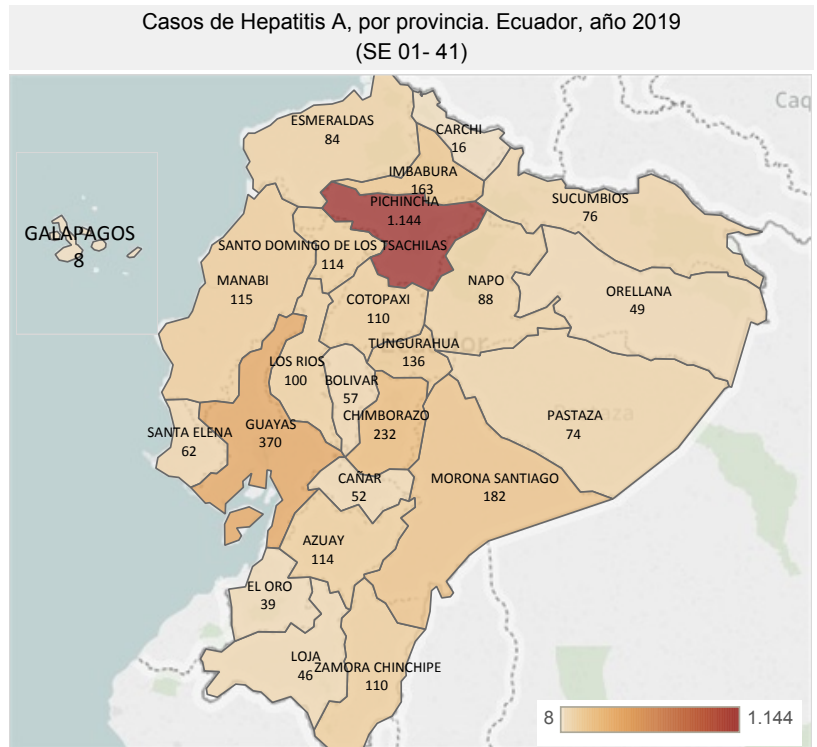 Casos de Hepatitis A, por provincia. Ecuador, año 2019
(SE 01- 41)
Caq
ESMERALDAS
84
CARCHI
16
IMBABURA
163
PICHINCHA
1.144
SUCUMBIOS
76
GALAPAGOS
8
SANTO DOMINGO DE LOS TSACHILAS
114
MANABI
115
NAPO
88
ORELLANA
49
COTOPAXI
110
Ecuador
TUNGURAHUA
136
LOS RIOS
100
BOLIVAR
57
CHIMBORAZO
232
PASTAZA
74
SANTA ELENA
62
GUAYAS
370
CAÑAR
52
MORONA SANTIAGO
182
AZUAY
114
EL ORO
39
LOJA
46
ZAMORA CHINCHIPE
110
8
1.144